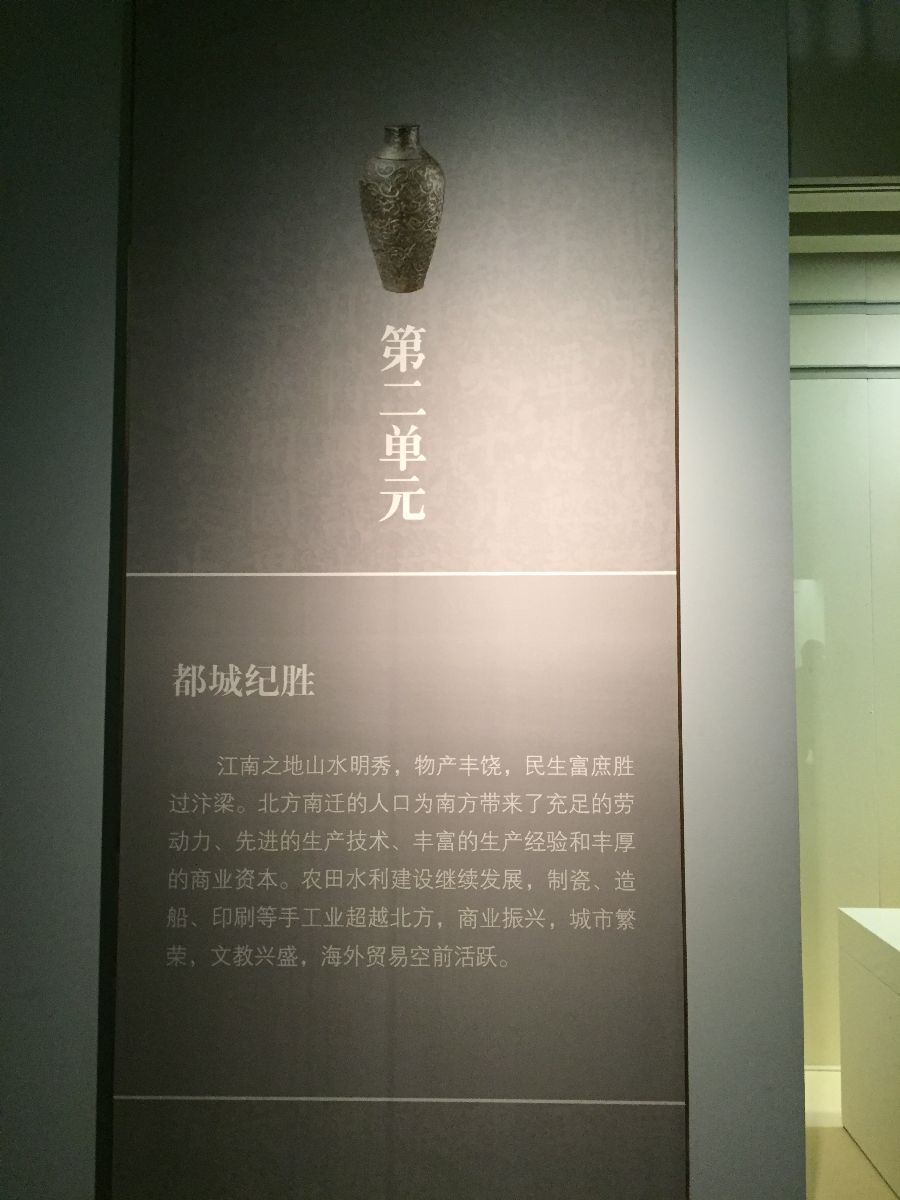 第二单元
都城纪胜
江南之地山水明秀，物产丰饶，民生富庶胜
过汴梁。北方南迁的人口为南方带来了充足的劳
动力、先进的生产技术、丰富的生产经验和丰厚
的商业资本。农田水利建设继续发展，制瓷、造
船、印刷等手工业超越北方，商业振兴，城市繁
荣，文教兴盛，海外贸易空前活跃。